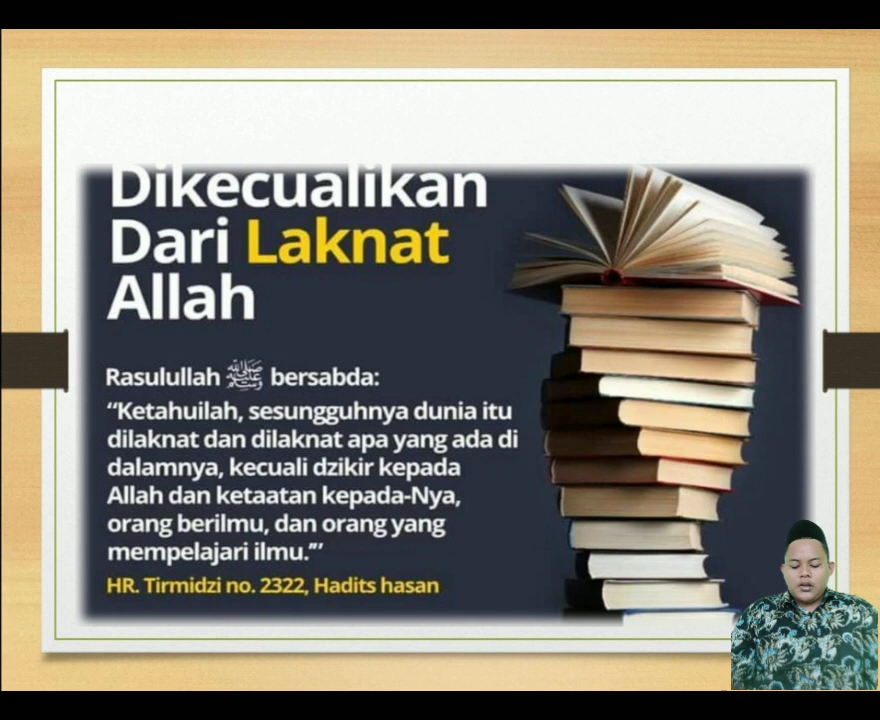 Dikecualikan
Dari Laknat
Allah
Rasulullah ﷺ bersabda:
“Ketahuilah, sesungguhnya dunia itu
dilaknat dan dilaknat apa yang ada di
dalamnya, kecuali dzikir kepada
Allah dan ketaatan kepada-Nya,
orang berilmu, dan orang yang
mempelajari ilmu.’”
HR. Tirmidzi no. 2322, Hadits hasan